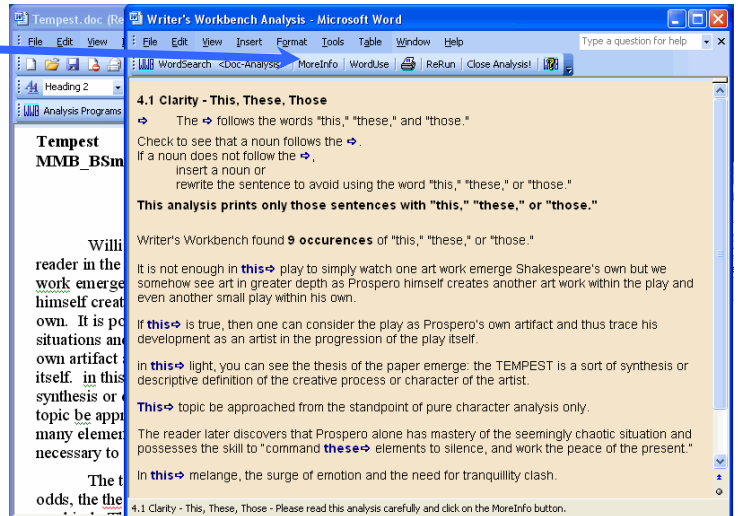 Tempest.doc (Re
File Edit View
Heading 2
WWB Analysis Programs
Tempest
MMB_BSm
Willi
reader in the
work emerge
himself creat
own. It is po
situations and
own artifact
itself. in this
synthesis or
topic be appr
many elemen
necessary to
The t
odds, the the
Writer's Workbench Analysis - Microsoft Word
File Edit View Insert Format Tools Table Window Help Type a question for help
WWB WordSearch <Doc-Analysis> MoreInfo WordUse ReRun Close Analysis!
4.1 Clarity - This, These, Those
⇨ The ⇨ follows the words "this," "these," and "those."
Check to see that a noun follows the ⇨.
If a noun does not follow the ⇨,
insert a noun or
rewrite the sentence to avoid using the word "this," "these," or "those."
This analysis prints only those sentences with "this," "these," or "those."
Writer's Workbench found 9 occurences of "this," "these," or "those."
It is not enough in this⇨ play to simply watch one art work emerge Shakespeare's own but we
somehow see art in greater depth as Prospero himself creates another art work within the play and
even another small play within his own.
If this⇨ is true, then one can consider the play as Prospero's own artifact and thus trace his
development as an artist in the progression of the play itself.
in this⇨ light, you can see the thesis of the paper emerge: the TEMPEST is a sort of synthesis or
descriptive definition of the creative process or character of the artist.
This⇨ topic be approached from the standpoint of pure character analysis only.
The reader later discovers that Prospero alone has mastery of the seemingly chaotic situation and
possesses the skill to "command these⇨ elements to silence, and work the peace of the present."
In this⇨ melange, the surge of emotion and the need for tranquillity clash.
4.1 Clarity - This, These, Those - Please read this analysis carefully and click on the MoreInfo button.